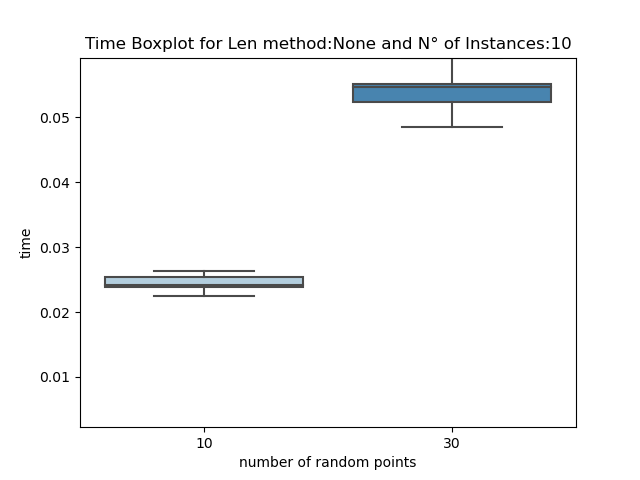 Time Boxplot for Len method:None and N° of Instances:10
0.05
0.04
0.03
0.02
0.01
time
10 30
number of random points